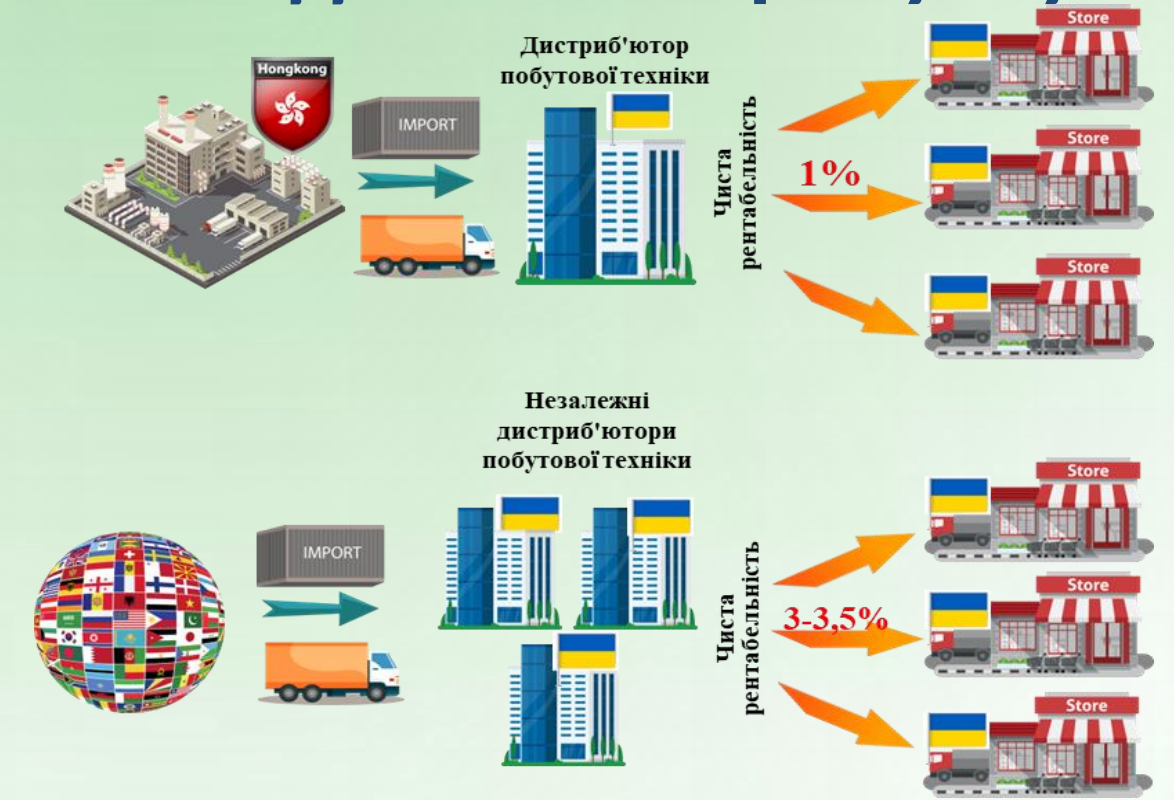 Дистриб'ютор
побутової техніки
Hongkong
IMPORT
Чиста
рентабельність
1%
Store
Store
Store
Незалежні
дистриб'ютори
побутової техніки
IMPORT
Чиста
рентабельність
3-3,5%
Store
Store
Store